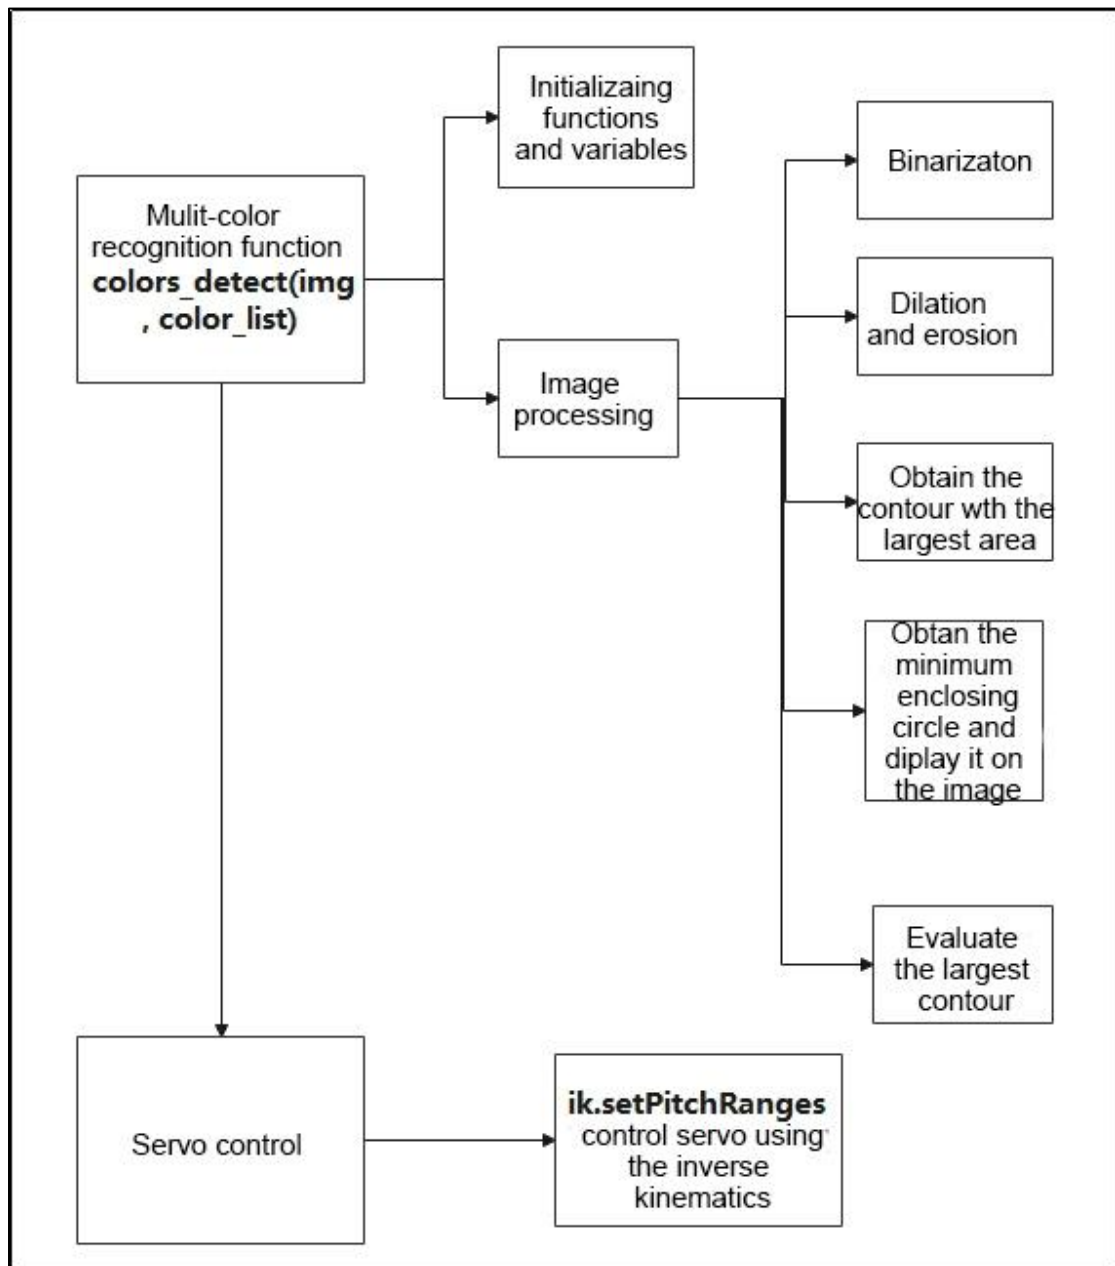 Initializaing
functions
and variables
Mulit-color
recognition function
colors_detect(img
, color_list)
Image
processing
Binarizaton
Dilation
and erosion
Obtain the
contour wth the
largest area
Obtan the
minimum
enclosing
circle and
diplay it on
the image
Evaluate
the largest
contour
Servo control
ik.setPitchRanges
control servo using
the inverse
kinematics